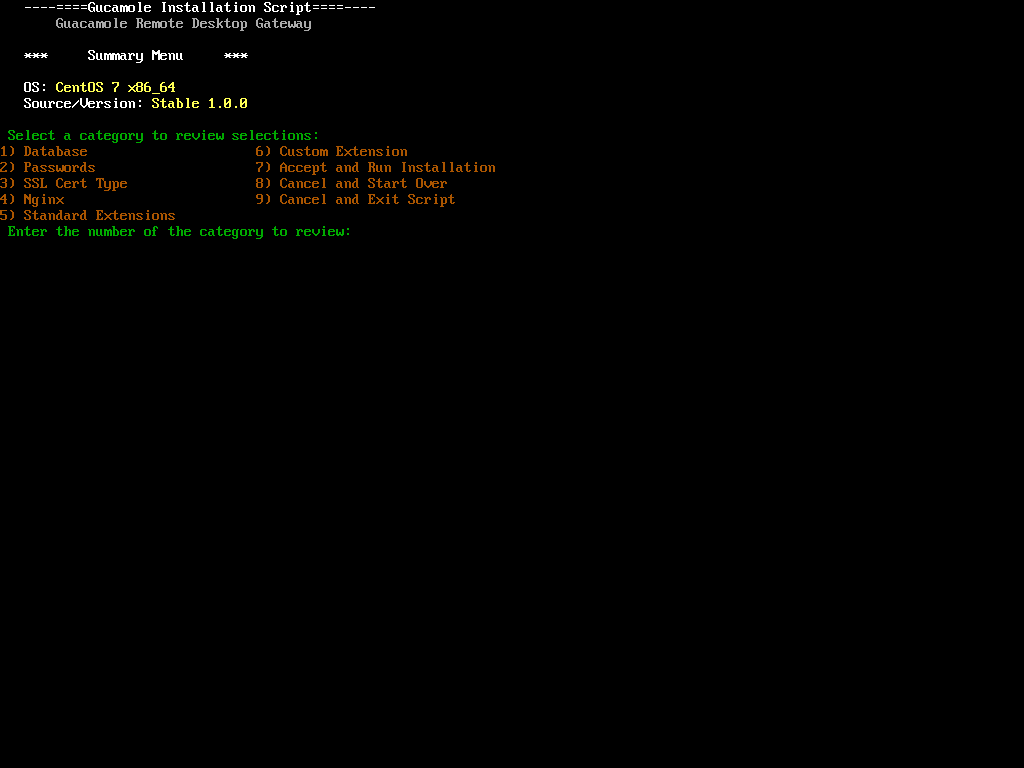 ----====Gucamole Installation Script====----
Guacamole Remote Desktop Gateway
***     Summary Menu     ***
OS: CentOS 7 x86_64
Source/Version: Stable 1.0.0
Select a category to review selections:
1) Database                     6) Custom Extension
2) Passwords                    7) Accept and Run Installation
3) SSL Cert Type                8) Cancel and Start Over
4) Nginx                        9) Cancel and Exit Script
5) Standard Extensions
Enter the number of the category to review: